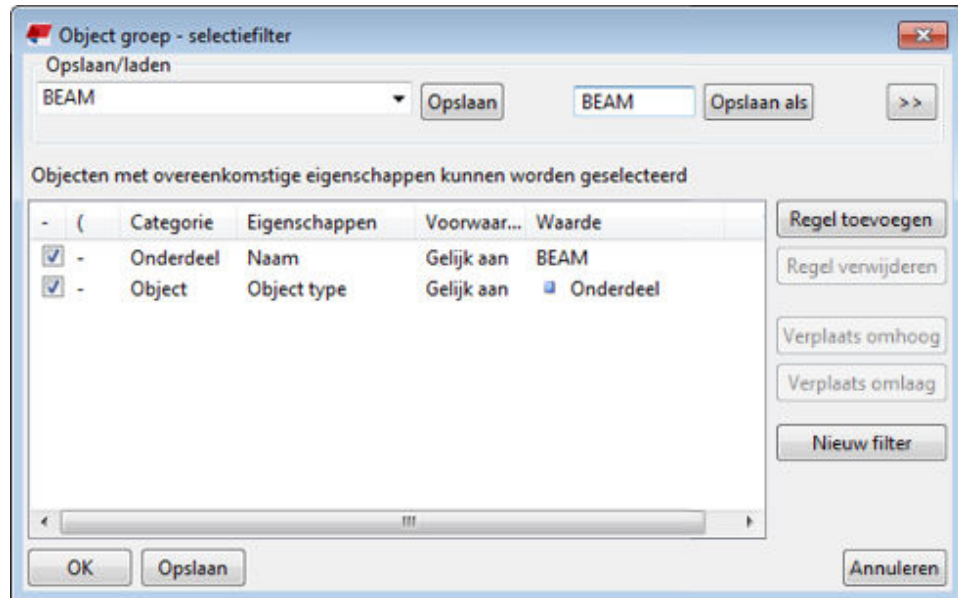 Object groep - selectiefilter
Opslaan/laden
BEAM Opslaan BEAM Opslaan als >>
Objecten met overeenkomstige eigenschappen kunnen worden geselecteerd
- ( Categorie Eigenschappen Voorwaar... Waarde
- Onderdeel Naam Gelijk aan BEAM
- Object Object type Gelijk aan Onderdeel
Regel toevoegen
Regel verwijderen
Verplaats omhoog
Verplaats omlaag
Nieuw filter
OK Opslaan Annuleren